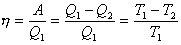 η = A/Q₁ = (Q₁ − Q₂)/Q₁ = (T₁ − T₂)/T₁